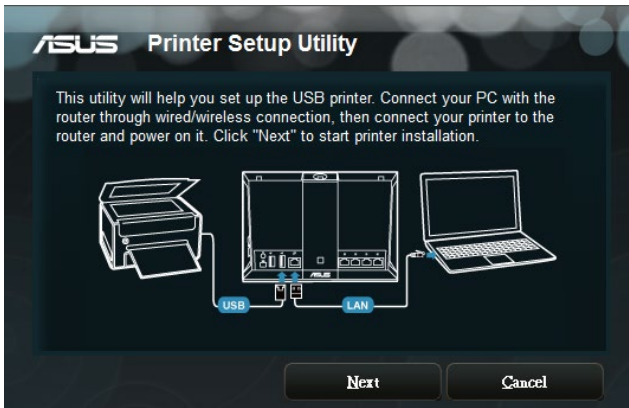 ASUS Printer Setup Utility
This utility will help you set up the USB printer. Connect your PC with the
router through wired/wireless connection, then connect your printer to the
router and power on it. Click "Next" to start printer installation.
ASUS
USB
LAN
Next Cancel